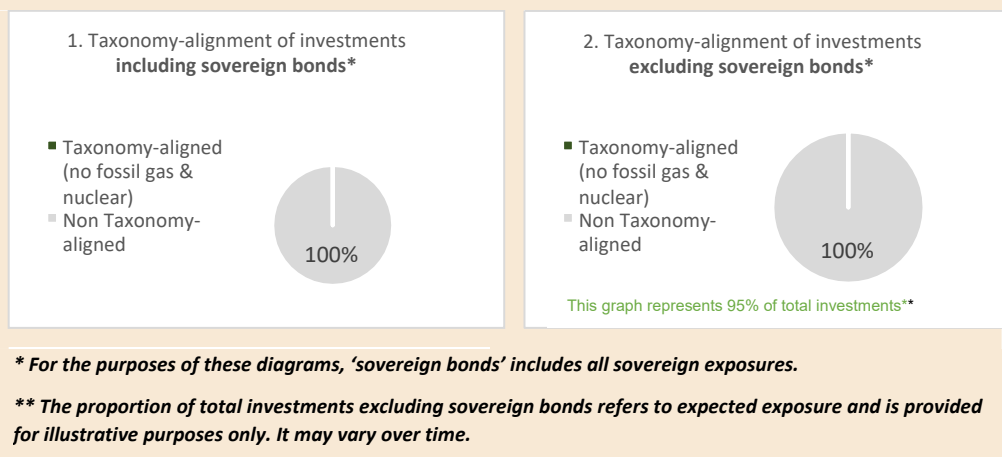 1. Taxonomy-alignment of investments
including sovereign bonds*
Taxonomy-aligned
(no fossil gas &
nuclear)
Non Taxonomy-
aligned
100%
2. Taxonomy-alignment of investments
excluding sovereign bonds*
Taxonomy-aligned
(no fossil gas &
nuclear)
Non Taxonomy-
aligned
100%
This graph represents 95% of total investments**
* For the purposes of these diagrams, ‘sovereign bonds’ includes all sovereign exposures.
** The proportion of total investments excluding sovereign bonds refers to expected exposure and is provided
for illustrative purposes only. It may vary over time.